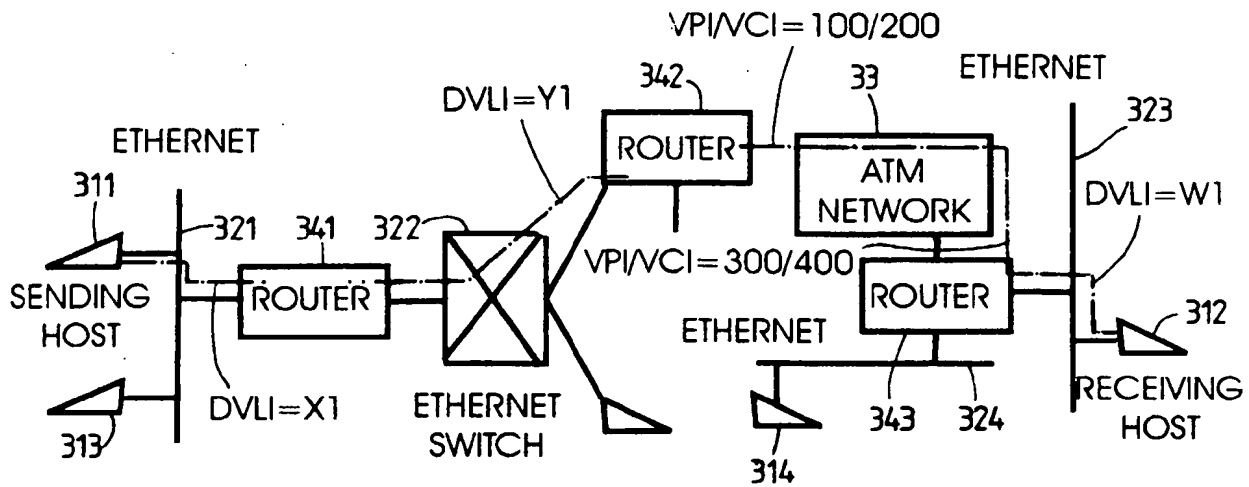 VPI/VCI=100/200
ETHERNET
342
33
DVLI=Y1
323
ETHERNET
ROUTER
ATM
NETWORK
DVLI=W1
311
321
341
322
VPI/VCI=300/400
SENDING
HOST
ROUTER
ROUTER
312
ETHERNET
DVLI=X1
ETHERNET
SWITCH
313
314
343
324
RECEIVING
HOST